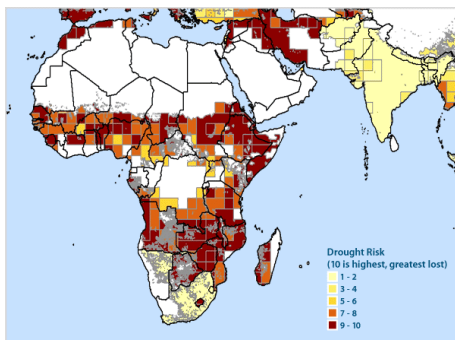 Drought Risk
(10 is highest, greatest lost)
1 - 2
3 - 4
5 - 6
7 - 8
9 - 10